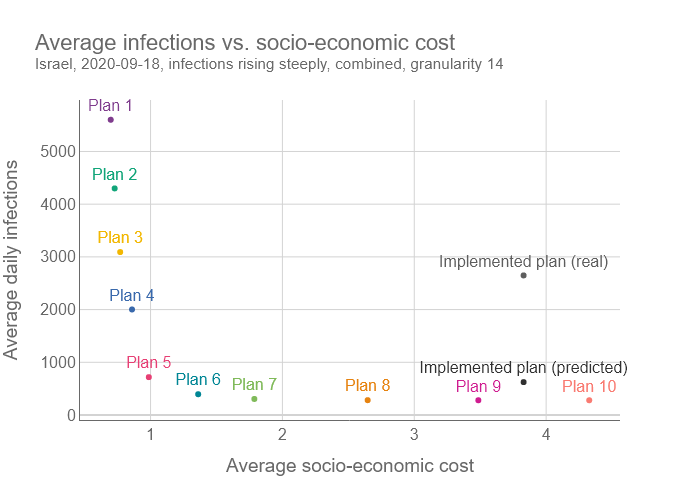 Average infections vs. socio-economic cost
Israel, 2020-09-18, infections rising steeply, combined, granularity 14
Plan 1
5000
Plan 2
4000
Plan 3
3000
Implemented plan (real)
Plan 4
2000
Plan 5
1000
Implemented plan (predicted)
Plan 6
Plan 7
Plan 8
Plan 9
Plan 10
0
1
2
3
4
Average daily infections
Average socio-economic cost